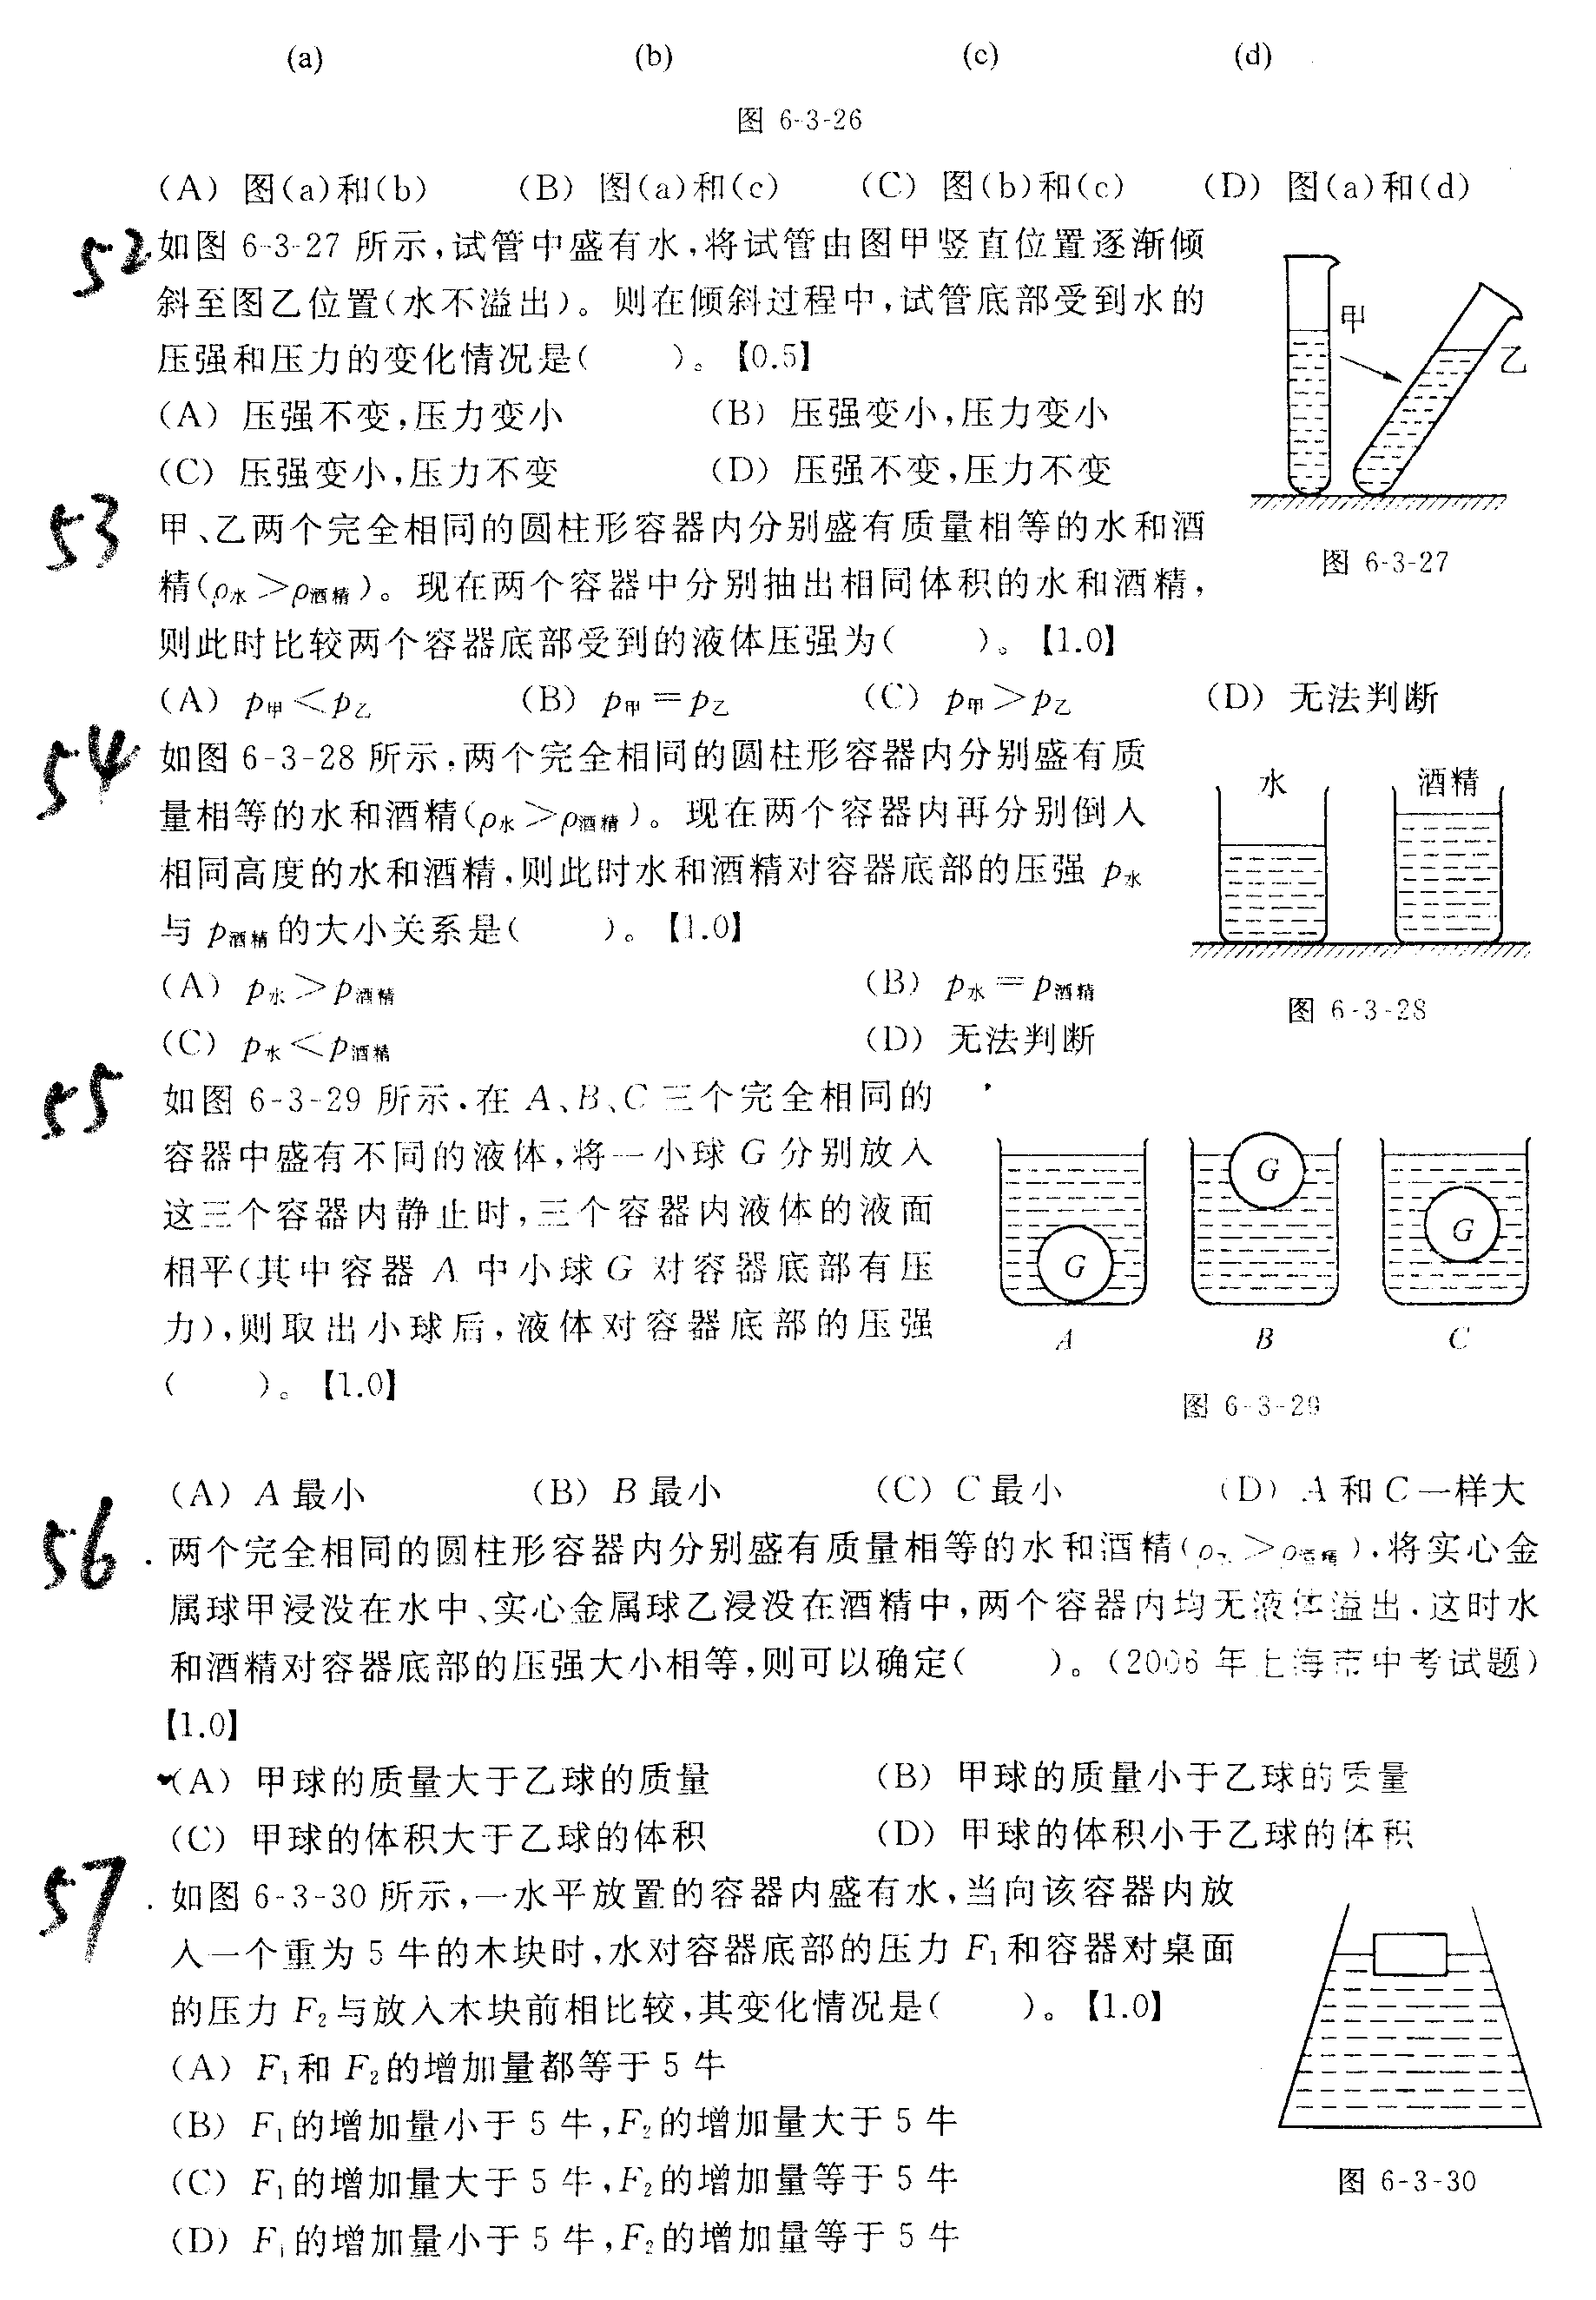 (a) (b) (c) (d)
图 6-3-26
(A) 图(a)和(b) (B) 图(a)和(c) (C) 图(b)和(c) (D) 图(a)和(d)
52 如图 6-3-27 所示,试管中盛有水,将试管由图甲竖直位置逐渐倾
斜至图乙位置(水不溢出)。则在倾斜过程中,试管底部受到水的
压强和压力的变化情况是( )。【0.5】
(A) 压强不变,压力变小 (B) 压强变小,压力变小
(C) 压强变小,压力不变 (D) 压强不变,压力不变
甲
乙
图 6-3-27
53 甲、乙两个完全相同的圆柱形容器内分别盛有质量相等的水和酒
精(ρ水>ρ酒精)。现在两个容器中分别抽出相同体积的水和酒精,
则此时比较两个容器底部受到的液体压强为( )。【1.0】
(A) p甲<p乙 (B) p甲=p乙 (C) p甲>p乙 (D) 无法判断
54 如图 6-3-28 所示,两个完全相同的圆柱形容器内分别盛有质
量相等的水和酒精(ρ水>ρ酒精)。现在两个容器内再分别倒入
相同高度的水和酒精,则此时水和酒精对容器底部的压强 p水
与 p酒精的大小关系是( )。【1.0】
(A) p水>p酒精 (B) p水=p酒精
(C) p水<p酒精 (D) 无法判断
水 酒精
图 6-3-28
55 如图 6-3-29 所示.在 A、B、C 三个完全相同的
容器中盛有不同的液体,将一小球 G 分别放入
这三个容器内静止时,三个容器内液体的液面
相平(其中容器 A 中小球 G 对容器底部有压
力),则取出小球后,液体对容器底部的压强
( )。【1.0】
G G G
A B C
图 6-3-29
(A) A 最小 (B) B 最小 (C) C 最小 (D) A 和 C 一样大
56 . 两个完全相同的圆柱形容器内分别盛有质量相等的水和酒精(ρ水>ρ酒精).将实心金
属球甲浸没在水中、实心金属球乙浸没在酒精中,两个容器内均无液体溢出.这时水
和酒精对容器底部的压强大小相等,则可以确定( )。(2006 年上海市中考试题)
【1.0】
(A) 甲球的质量大于乙球的质量 (B) 甲球的质量小于乙球的质量
(C) 甲球的体积大于乙球的体积 (D) 甲球的体积小于乙球的体积
57 . 如图 6-3-30 所示,一水平放置的容器内盛有水,当向该容器内放
入一个重为 5 牛的木块时,水对容器底部的压力 F1 和容器对桌面
的压力 F2 与放入木块前相比较,其变化情况是( )。【1.0】
(A) F1和 F2的增加量都等于 5 牛
(B) F1的增加量小于 5 牛,F2的增加量大于 5 牛
(C) F1的增加量大于 5 牛,F2的增加量等于 5 牛
(D) F1的增加量小于 5 牛,F2的增加量等于 5 牛
图 6-3-30